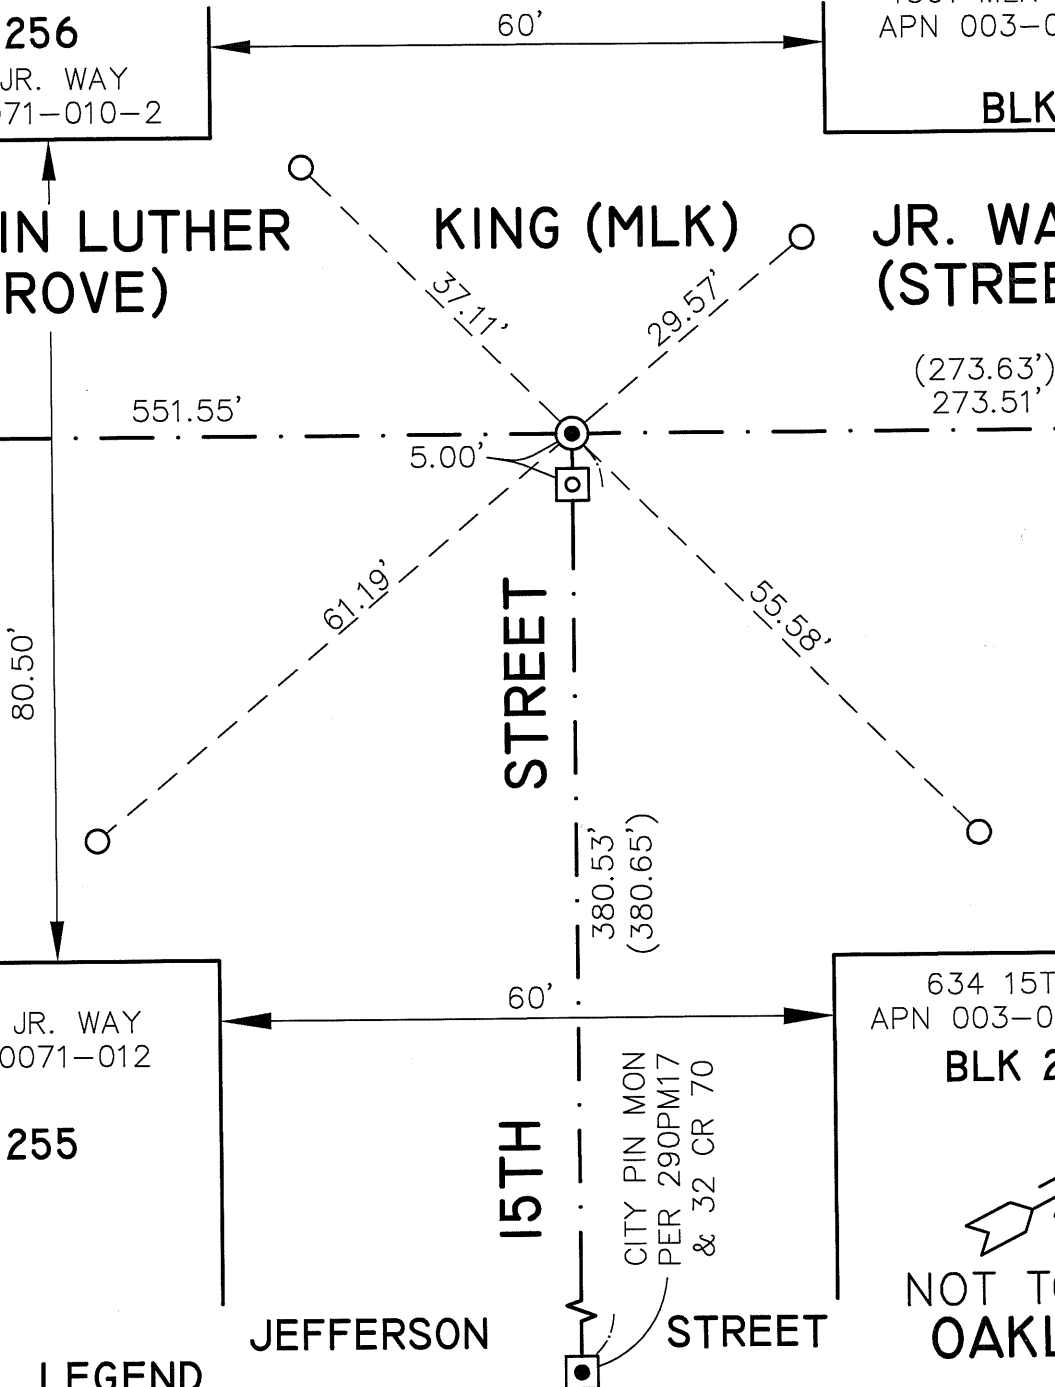 256
JR. WAY
071-010-2
60'
APN 003-0
BLK
IN LUTHER
KING (MLK)
JR. WA
ROVE)
(STREE
37.11'
29.57'
(273.63')
273.51'
551.55'
5.00'
61.19'
55.58'
80.50'
STREET
380.53'
(380.65')
60'
634 15T
APN 003-0
BLK 2
JR. WAY
0071-012
255
15TH
CITY PIN MON
PER 290PM17
& 32 CR 70
NOT TO
OAKL
JEFFERSON
STREET
LEGEND